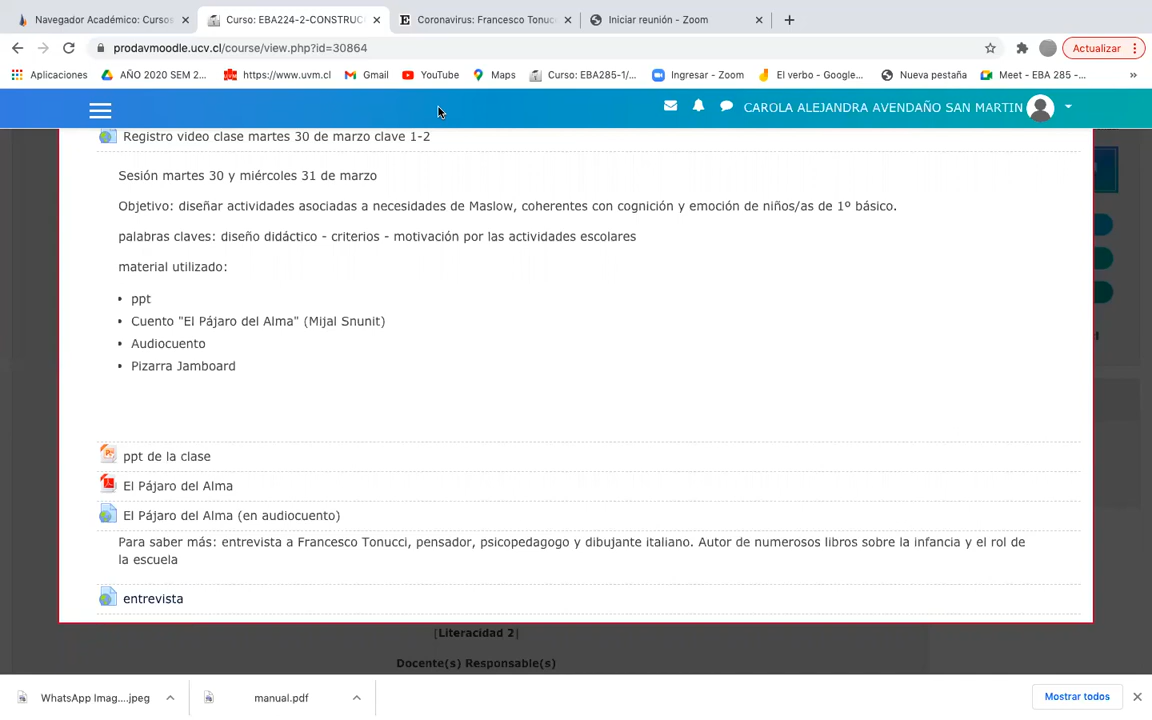 Navegador Académico: Cursos
Curso: EBA224-2-CONSTRUC
Coronavirus: Francesco Tonuc
Iniciar reunión - Zoom
prodavmoodle.ucv.cl/course/view.php?id=30864
Actualizar
Aplicaciones
AÑO 2020 SEM 2...
https://www.uvm.cl
Gmail
YouTube
Maps
Curso: EBA285-1/...
Ingresar - Zoom
El verbo - Google...
Nueva pestaña
Meet - EBA 285 -...
»
CAROLA ALEJANDRA AVENDAÑO SAN MARTIN
Registro video clase martes 30 de marzo clave 1-2
Sesión martes 30 y miércoles 31 de marzo
Objetivo: diseñar actividades asociadas a necesidades de Maslow, coherentes con cognición y emoción de niños/as de 1º básico.
palabras claves: diseño didáctico - criterios - motivación por las actividades escolares
material utilizado:
• ppt
• Cuento "El Pájaro del Alma" (Mijal Snunit)
• Audiocuento
• Pizarra Jamboard
ppt de la clase
El Pájaro del Alma
El Pájaro del Alma (en audiocuento)
Para saber más: entrevista a Francesco Tonucci, pensador, psicopedagogo y dibujante italiano. Autor de numerosos libros sobre la infancia y el rol de
la escuela
entrevista
[Literacidad 2]
Docente(s) Responsable(s)
WhatsApp Imag....jpeg
manual.pdf
Mostrar todos